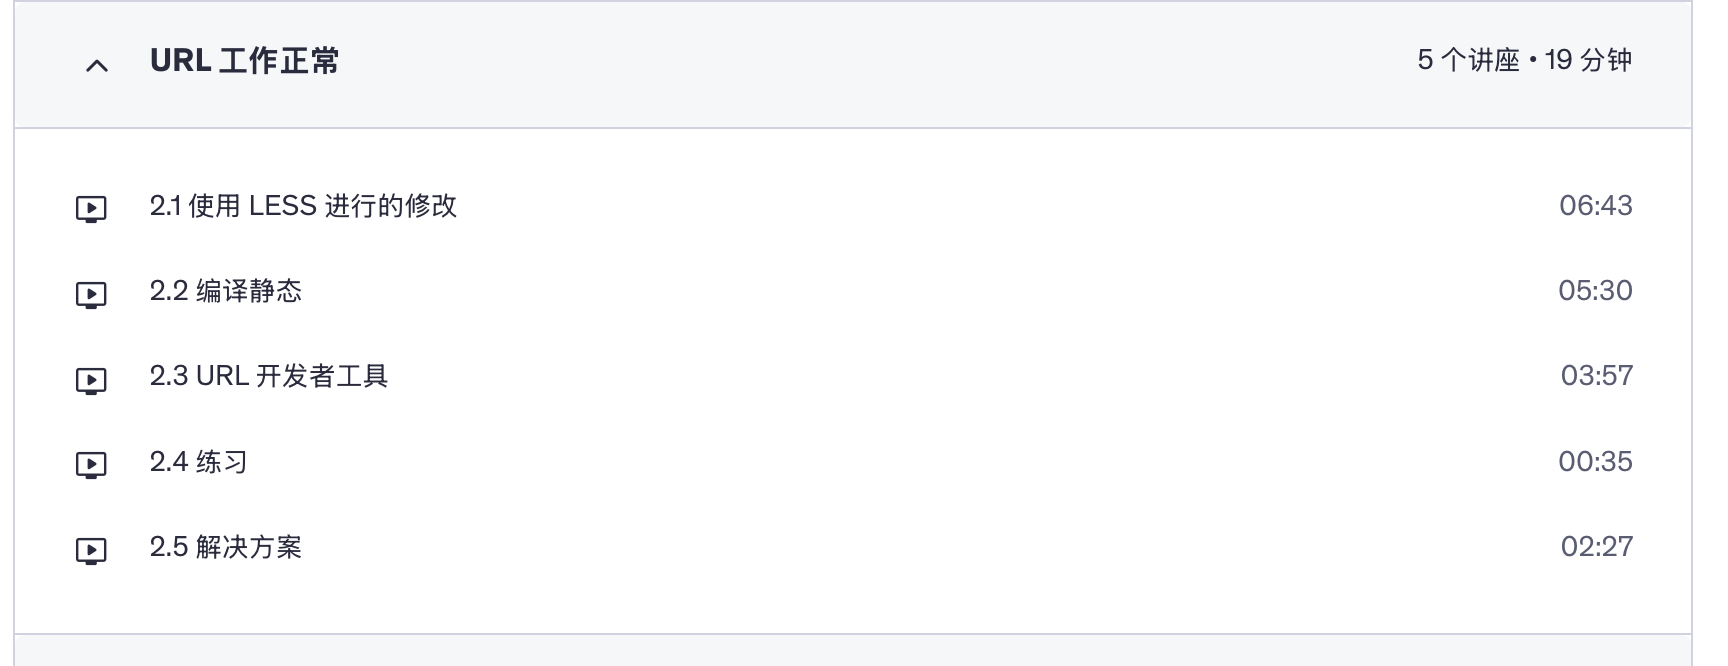 URL 工作正常 5 个讲座 • 19 分钟
2.1 使用 LESS 进行的修改 06:43
2.2 编译静态 05:30
2.3 URL 开发者工具 03:57
2.4 练习 00:35
2.5 解决方案 02:27